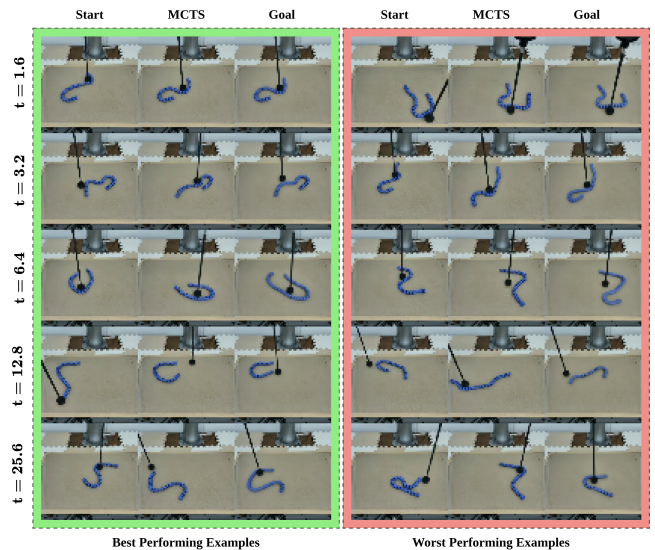 Start MCTS Goal Start MCTS Goal
t = 1.6
t = 3.2
t = 6.4
t = 12.8
t = 25.6
Best Performing Examples Worst Performing Examples